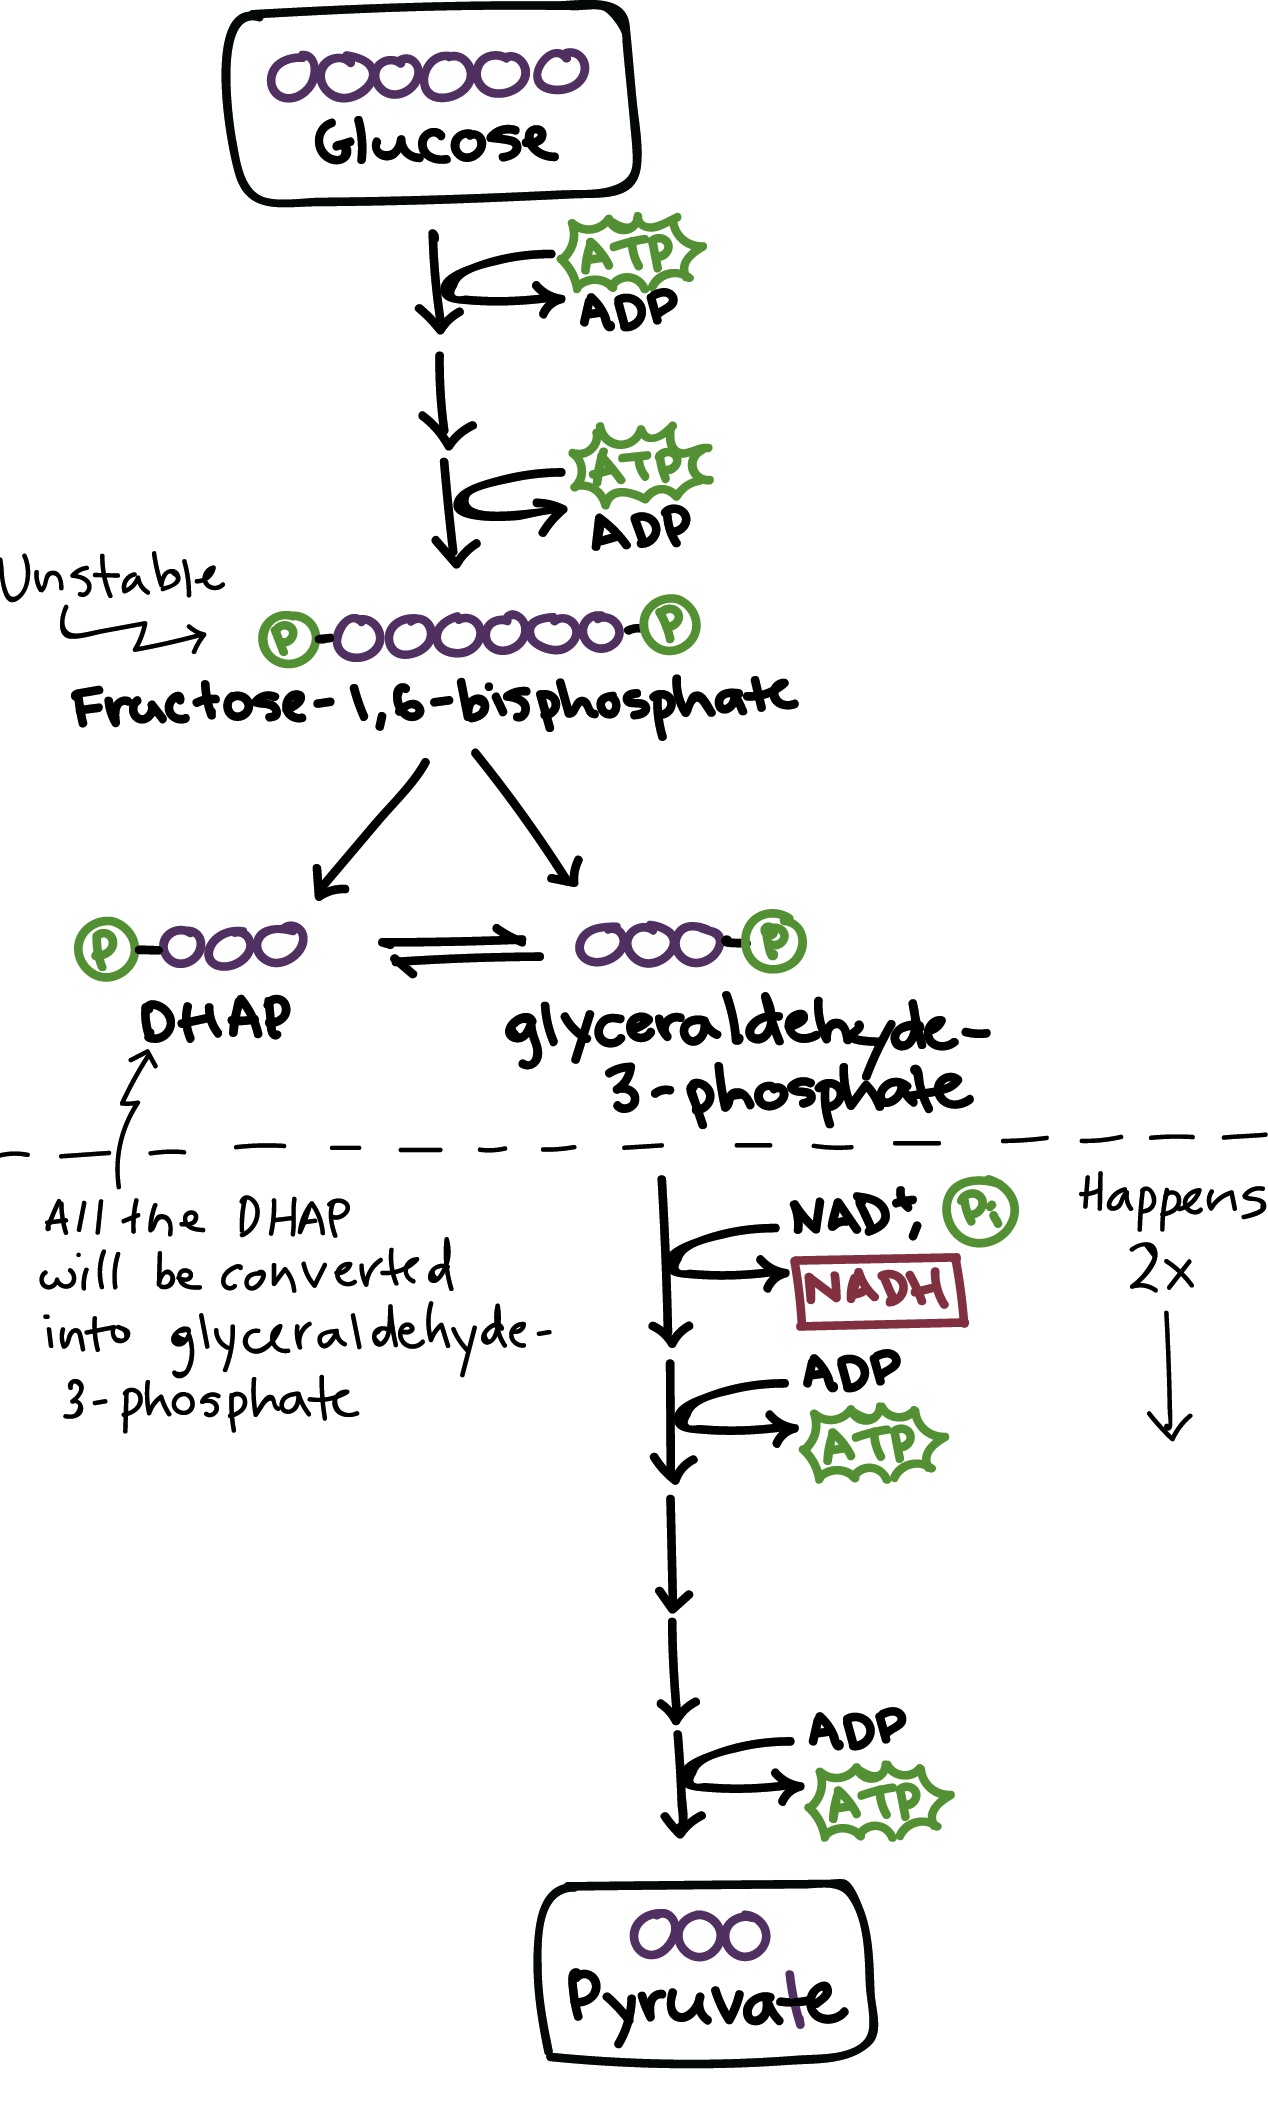 Glucose
ATP
ADP
ATP
ADP
Unstable
P P
Fructose-1,6-bisphosphate
P P
DHAP
glyceraldehyde-
3-phosphate
All the DHAP
will be converted
into glyceraldehyde-
3-phosphate
NAD+, Pi
NADH
Happens
2x
ADP
ATP
ADP
ATP
Pyruvate